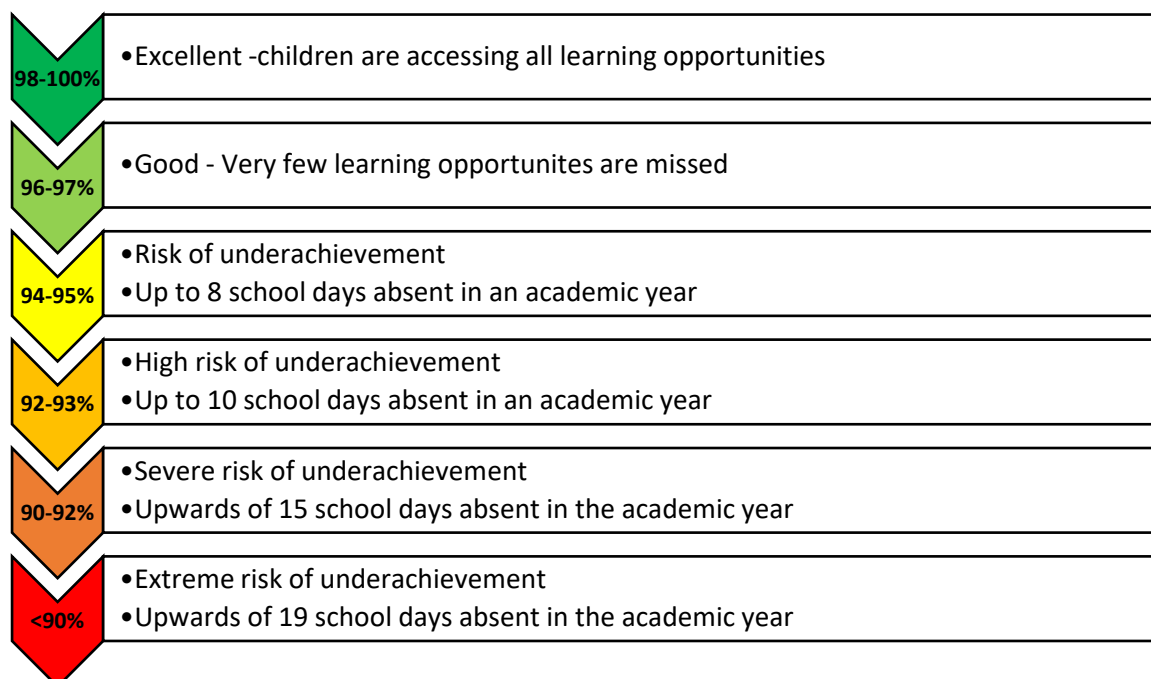 98-100%
•Excellent -children are accessing all learning opportunities
96-97%
•Good - Very few learning opportunites are missed
94-95%
•Risk of underachievement
•Up to 8 school days absent in an academic year
92-93%
•High risk of underachievement
•Up to 10 school days absent in an academic year
90-92%
•Severe risk of underachievement
•Upwards of 15 school days absent in the academic year
<90%
•Extreme risk of underachievement
•Upwards of 19 school days absent in the academic year